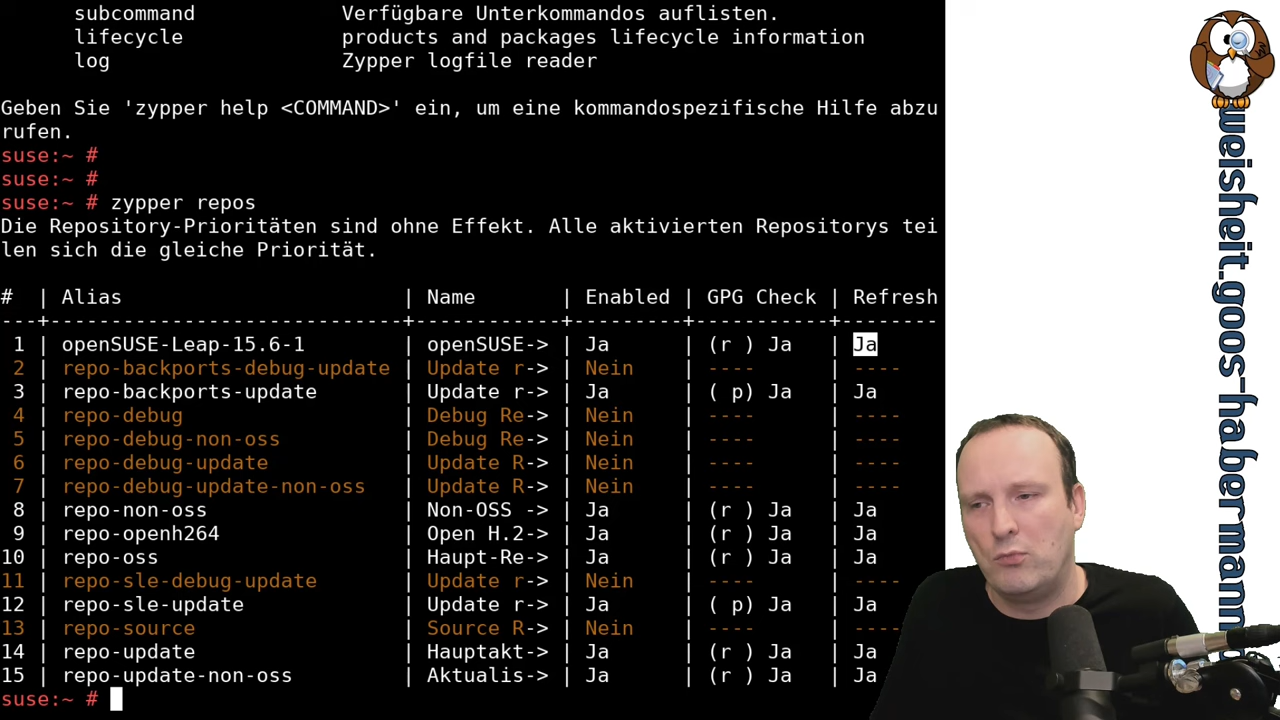 subcommand Verfügbare Unterkommandos auflisten.
lifecycle products and packages lifecycle information
log Zypper logfile reader
Geben Sie 'zypper help <COMMAND>' ein, um eine kommandospezifische Hilfe abzu
rufen.
suse:~ #
suse:~ #
suse:~ # zypper repos
Die Repository-Prioritäten sind ohne Effekt. Alle aktivierten Repositorys tei
len sich die gleiche Priorität.
# | Alias | Name | Enabled | GPG Check | Refresh
---+------------------------------+-----------+---------+-----------+--------
1 | openSUSE-Leap-15.6-1 | openSUSE-> | Ja | (r ) Ja | Ja
2 | repo-backports-debug-update | Update r-> | Nein | ---- | ----
3 | repo-backports-update | Update r-> | Ja | ( p) Ja | Ja
4 | repo-debug | Debug Re-> | Nein | ---- | ----
5 | repo-debug-non-oss | Debug Re-> | Nein | ---- | ----
6 | repo-debug-update | Update R-> | Nein | ---- | ----
7 | repo-debug-update-non-oss | Update R-> | Nein | ---- | ----
8 | repo-non-oss | Non-OSS -> | Ja | (r ) Ja | Ja
9 | repo-openh264 | Open H.2-> | Ja | (r ) Ja | Ja
10 | repo-oss | Haupt-Re-> | Ja | (r ) Ja | Ja
11 | repo-sle-debug-update | Update r-> | Nein | ---- | ----
12 | repo-sle-update | Update r-> | Ja | ( p) Ja | Ja
13 | repo-source | Source R-> | Nein | ---- | ----
14 | repo-update | Hauptakt-> | Ja | (r ) Ja | Ja
15 | repo-update-non-oss | Aktualis-> | Ja | (r ) Ja | Ja
suse:~ #
weisheit.goos-habermann